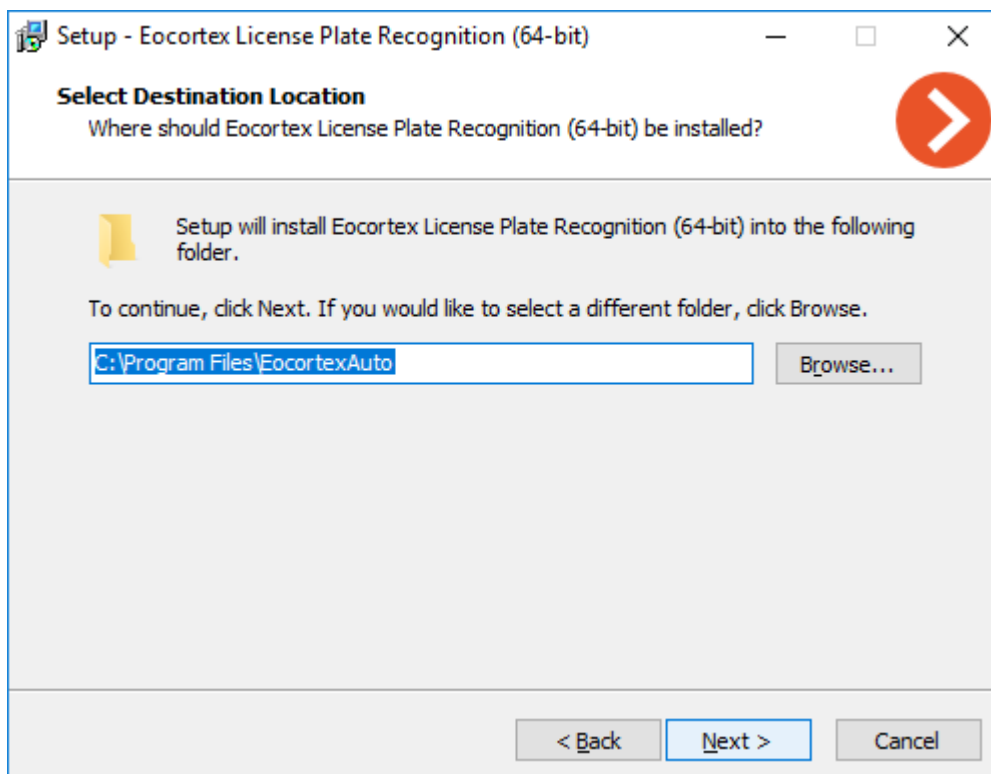 Setup - Eocortex License Plate Recognition (64-bit)
Select Destination Location
Where should Eocortex License Plate Recognition (64-bit) be installed?
Setup will install Eocortex License Plate Recognition (64-bit) into the following
folder.
To continue, click Next. If you would like to select a different folder, click Browse.
C:\Program Files\EocortexAuto
Browse...
< Back
Next >
Cancel